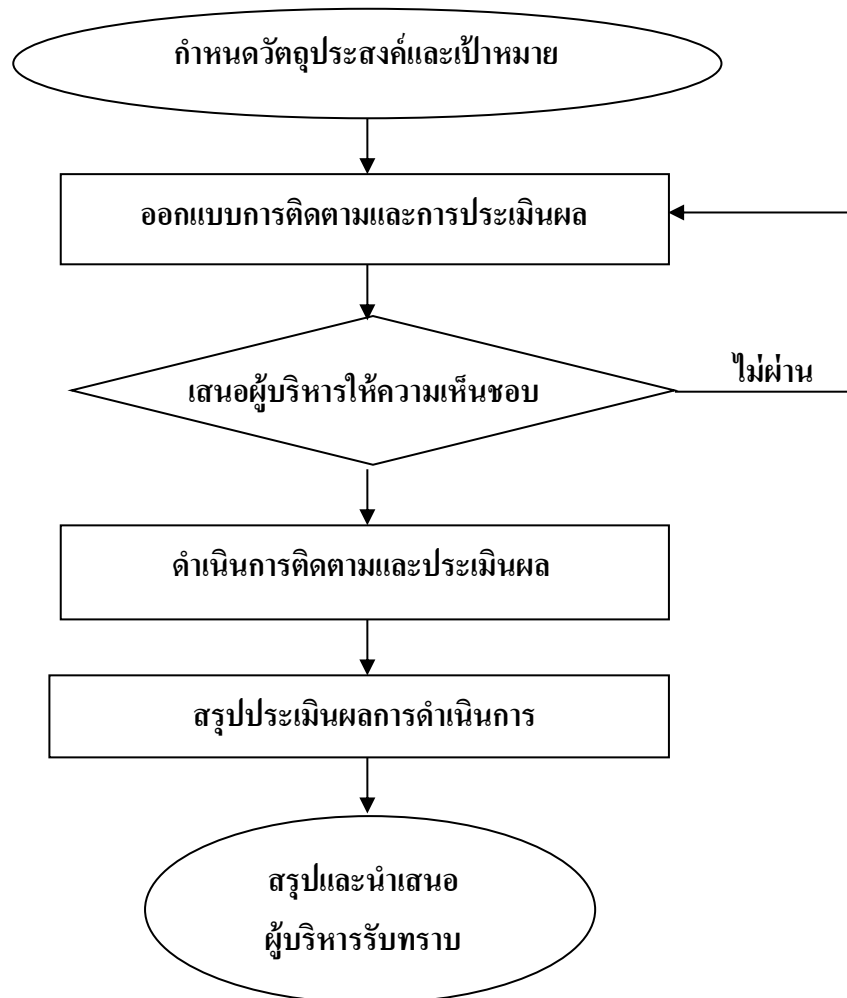 กำหนดวัตถุประสงค์และเป้าหมาย
ออกแบบการติดตามและการประเมินผล
เสนอผู้บริหารให้ความเห็นชอบ
ไม่ผ่าน
ดำเนินการติดตามและประเมินผล
สรุปประเมินผลการดำเนินการ
สรุปและนำเสนอ
ผู้บริหารรับทราบ